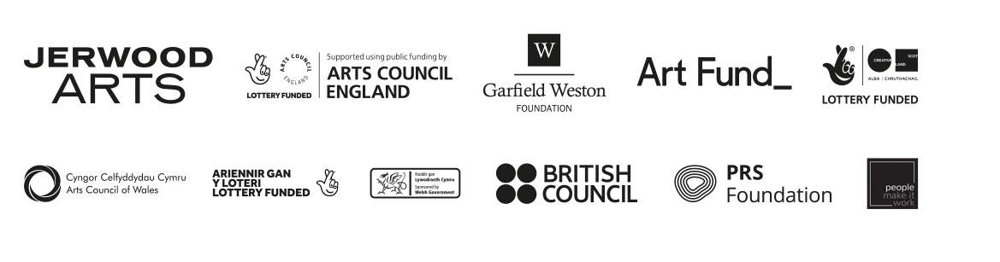 JERWOOD
ARTS
ARTS COUNCIL
ENGLAND
LOTTERY FUNDED
Supported using public funding by
ARTS COUNCIL
ENGLAND
W
Garfield Weston
FOUNDATION
Art Fund_
®
CREATIVE
SCOT
LAND
ALBA | CHRUTHACHAIL
LOTTERY FUNDED
Cyngor Celfyddydau Cymru
Arts Council of Wales
ARIENNIR GAN
Y LOTERI
LOTTERY FUNDED
Noddir gan
Lywodraeth Cymru
Sponsored by
Welsh Government
BRITISH
COUNCIL
PRS
Foundation
people
make it
work